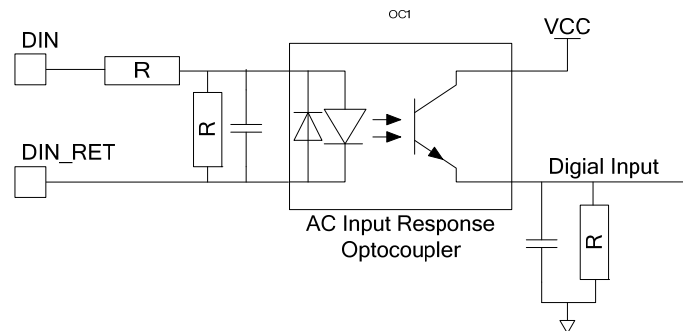 OC1
DIN
VCC
R
R
DIN_RET
Digial Input
AC Input Response
Optocoupler
R